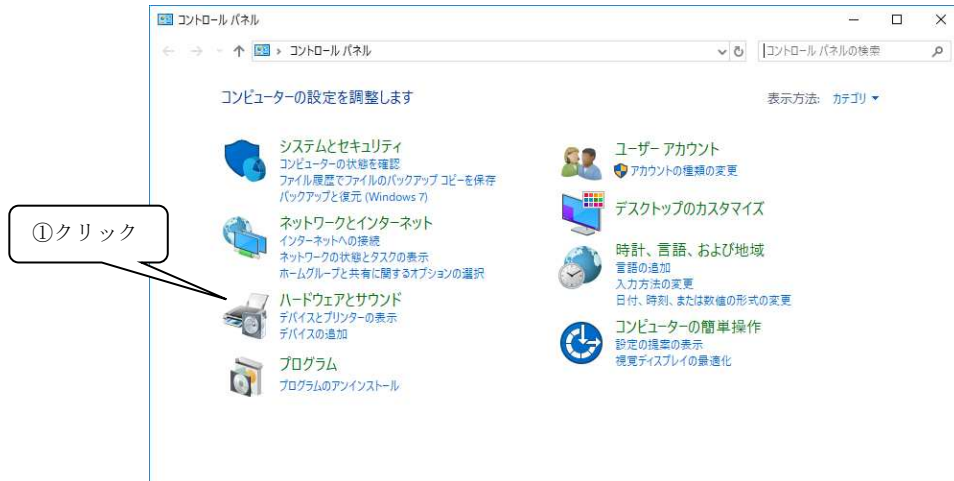 コントロール パネル
コントロール パネル
コントロール パネルの検索
コンピューターの設定を調整します
表示方法: カテゴリ
システムとセキュリティ
コンピューターの状態を確認
ファイル履歴でファイルのバックアップ コピーを保存
バックアップと復元 (Windows 7)
ネットワークとインターネット
インターネットへの接続
ネットワークの状態とタスクの表示
ホームグループと共有に関するオプションの選択
①クリック
ハードウェアとサウンド
デバイスとプリンターの表示
デバイスの追加
プログラム
プログラムのアンインストール
ユーザー アカウント
アカウントの種類の変更
デスクトップのカスタマイズ
時計、言語、および地域
言語の追加
入力方法の変更
日付、時刻、または数値の形式の変更
コンピューターの簡単操作
設定の提案の表示
視覚ディスプレイの最適化